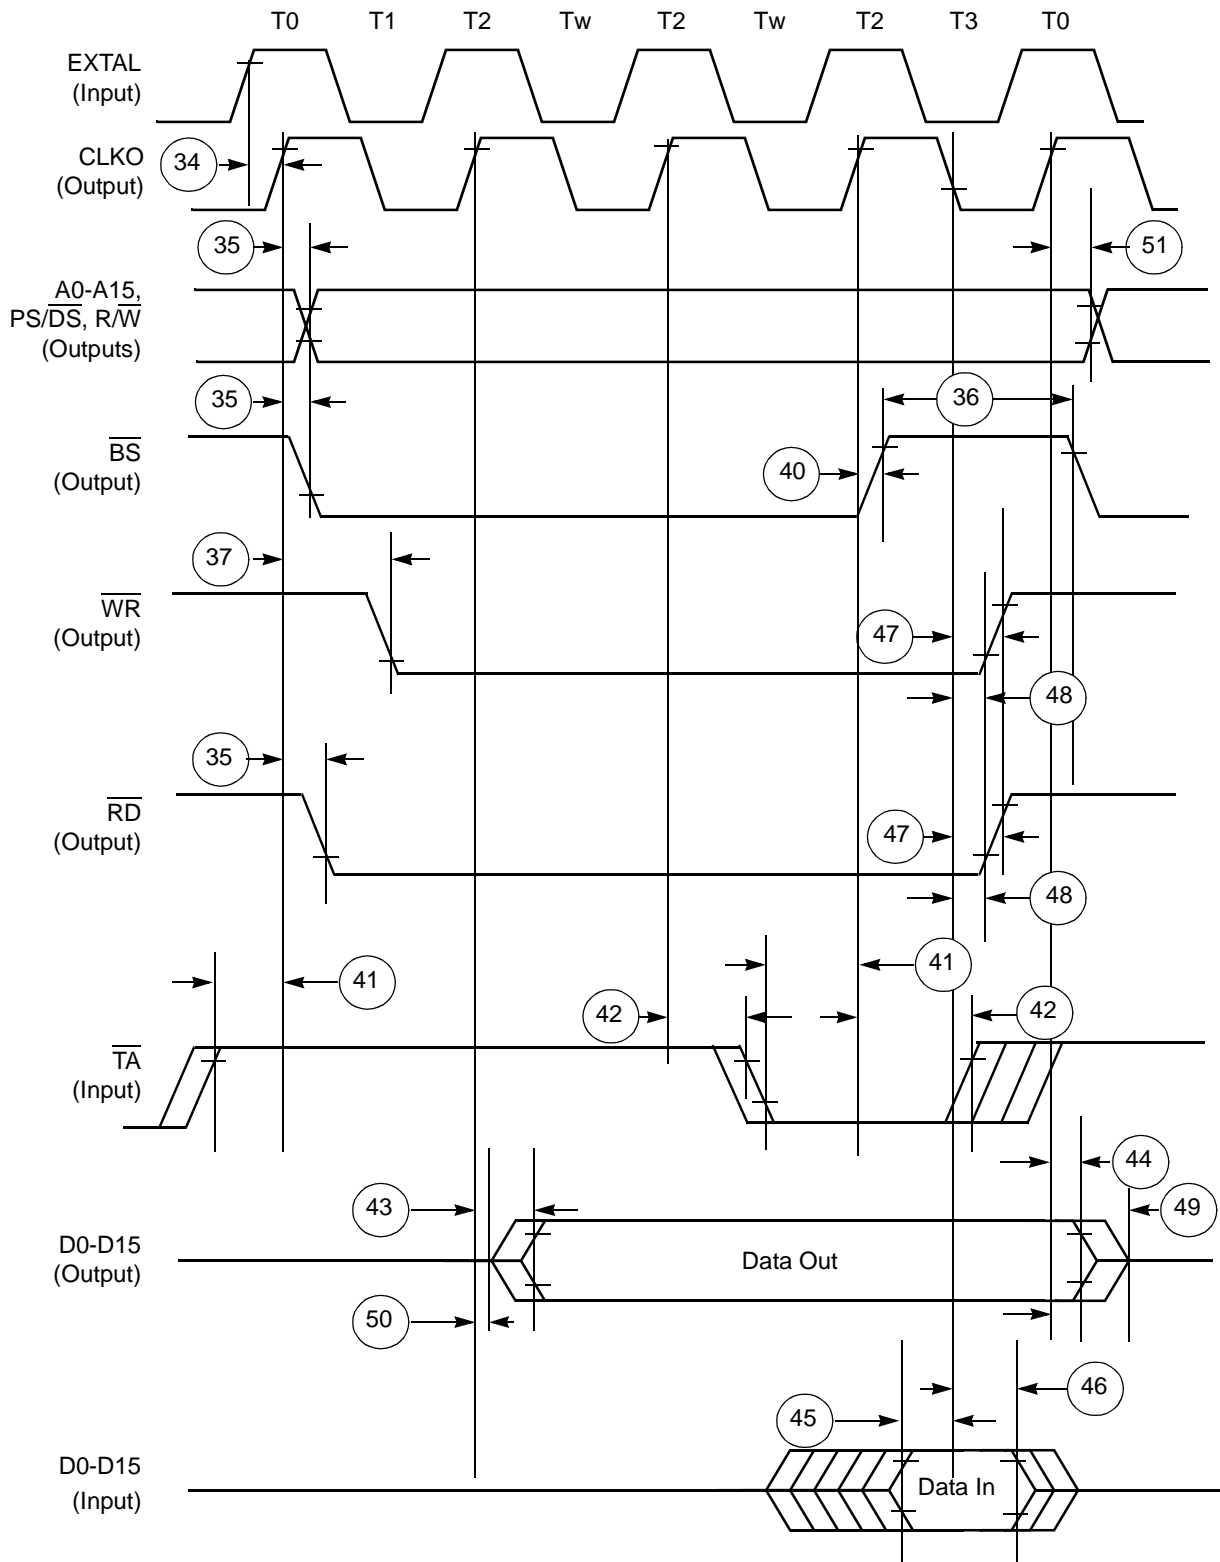 T0 T1 T2 Tw T2 Tw T2 T3 T0
EXTAL
(Input)
CLKO
(Output)
34
35
51
A0-A15,
PS/DS, R/W
(Outputs)
35
36
BS
(Output)
40
37
WR
(Output)
47
48
35
RD
(Output)
47
48
41
41
42
42
TA
(Input)
44
43
49
D0-D15
(Output)
Data Out
50
46
45
D0-D15
(Input)
Data In